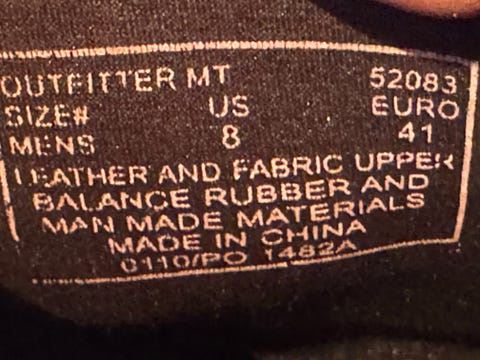 OUTFITTER MT 52083
SIZE# US EURO
MENS 8 41
LEATHER AND FABRIC UPPER
BALANCE RUBBER AND
MAN MADE MATERIALS
MADE IN CHINA
0110/PO 1482A